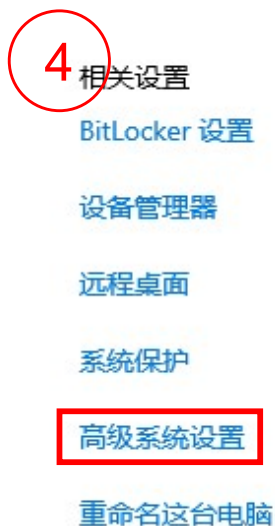 4
相关设置
BitLocker 设置
设备管理器
远程桌面
系统保护
高级系统设置
重命名这台电脑